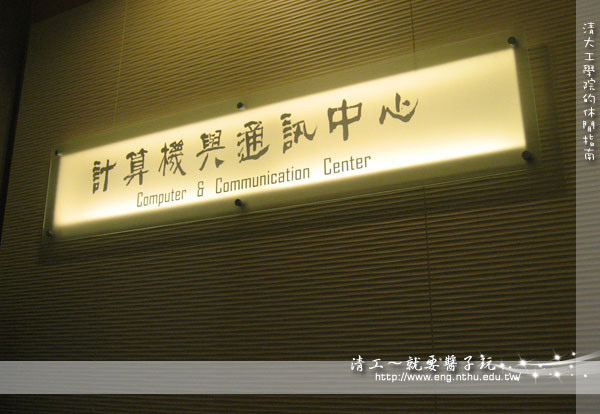 計算機與通訊中心
Computer & Communication Center
清大工學院的休閒指南
清工～就要醬子玩
http://www.eng.nthu.edu.tw/